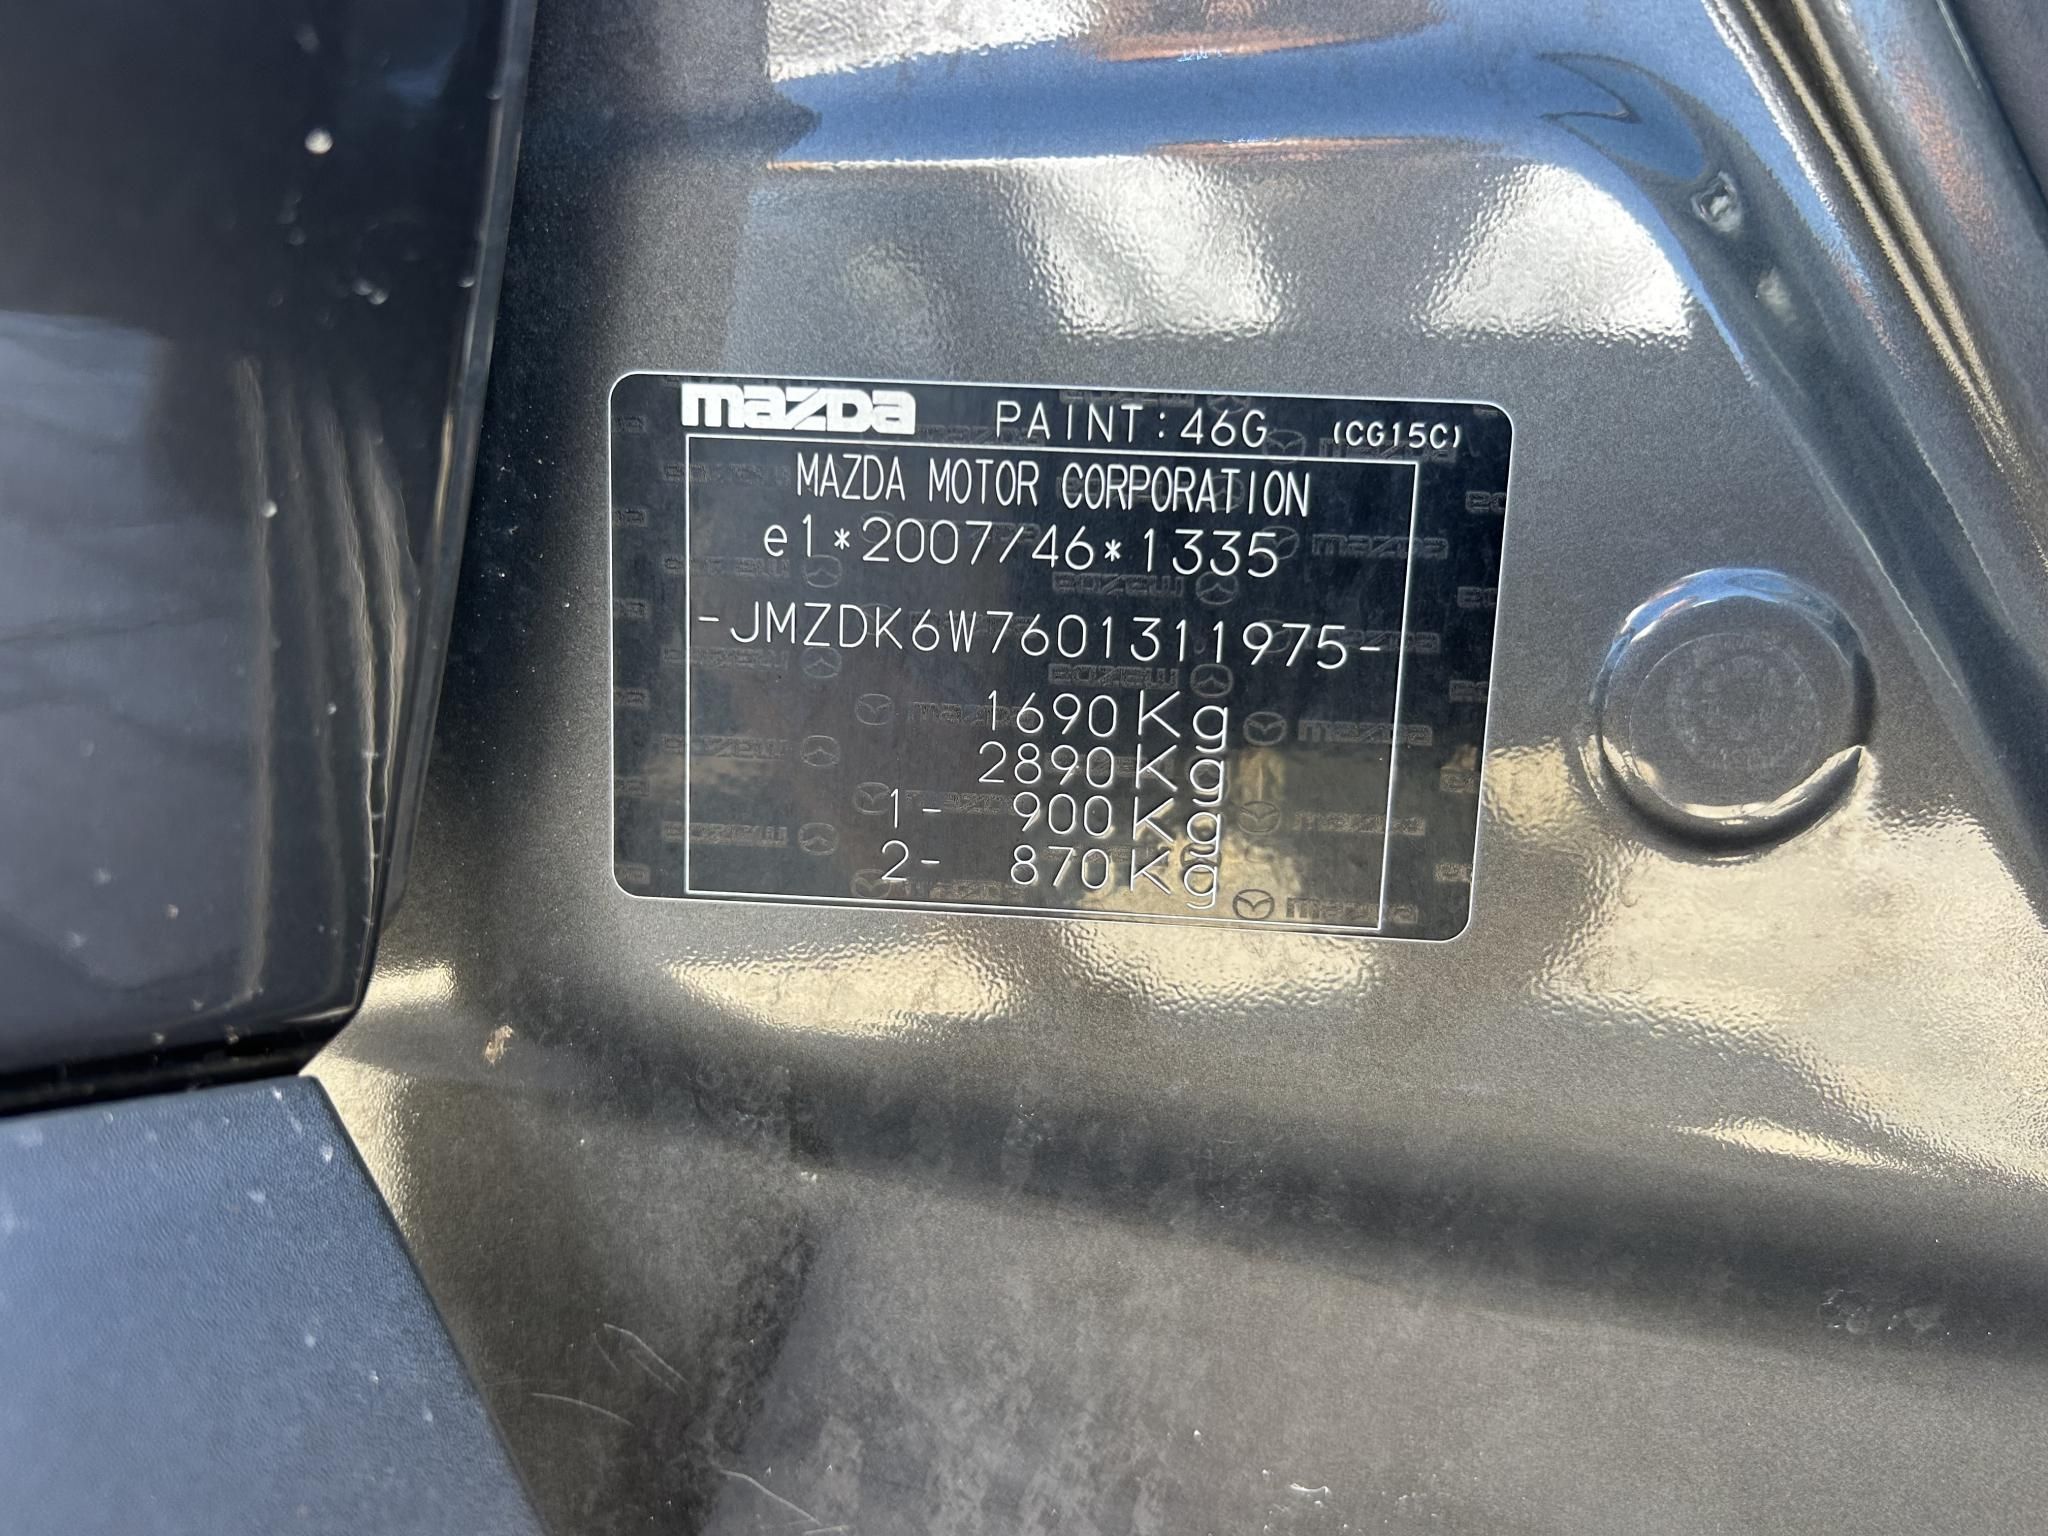 mazda PAINT:46G (CG15C)
MAZDA MOTOR CORPORATION
e1*2007/46*1335
-JMZDK6W7601311975-
1690Kg
2890Kg
1- 900Kg
2- 870Kg